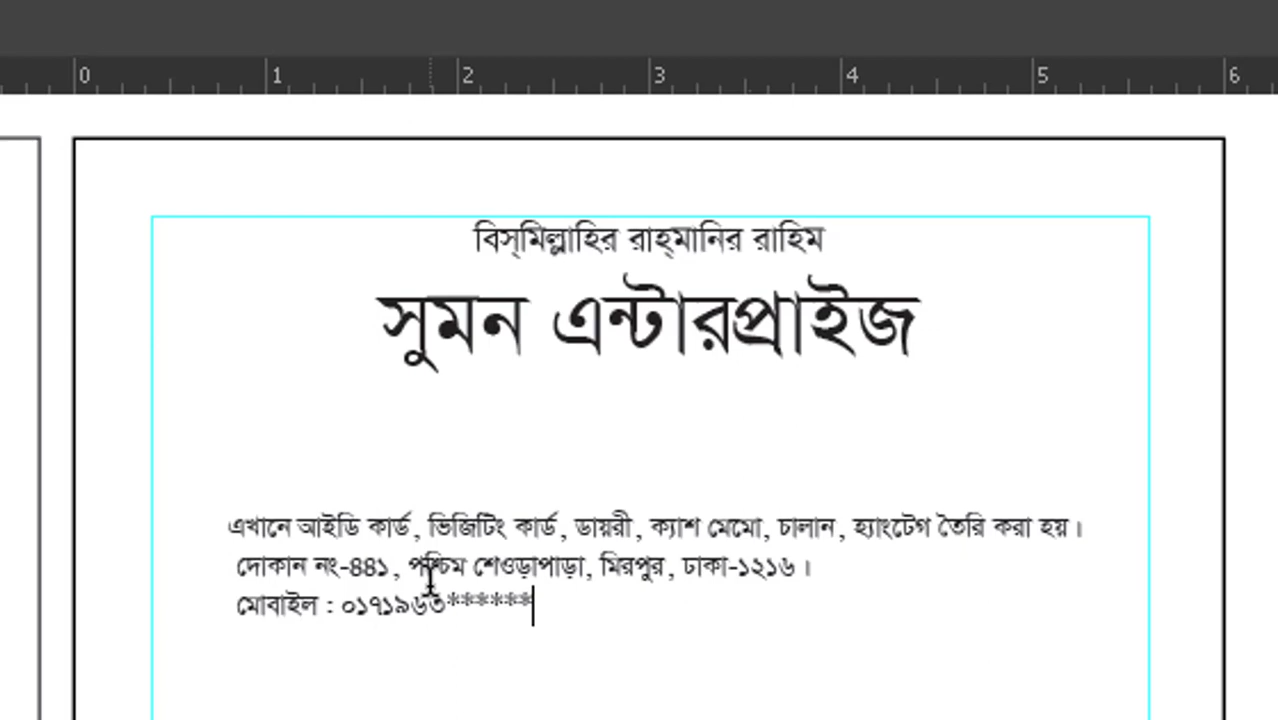 0 1 2 3 4 5 6
বিস্‌মিল্লাহির রাহ্‌মানির রাহিম
সুমন এন্টারপ্রাইজ
এখানে আইডি কার্ড, ভিজিটিং কার্ড, ডায়রী, ক্যাশ মেমো, চালান, হ্যাংটেগ তৈরি করা হয়।
দোকান নং-৪৪১, পশ্চিম শেওড়াপাড়া, মিরপুর, ঢাকা-১২১৬।
মোবাইল : ০১৭১৯৬৩******